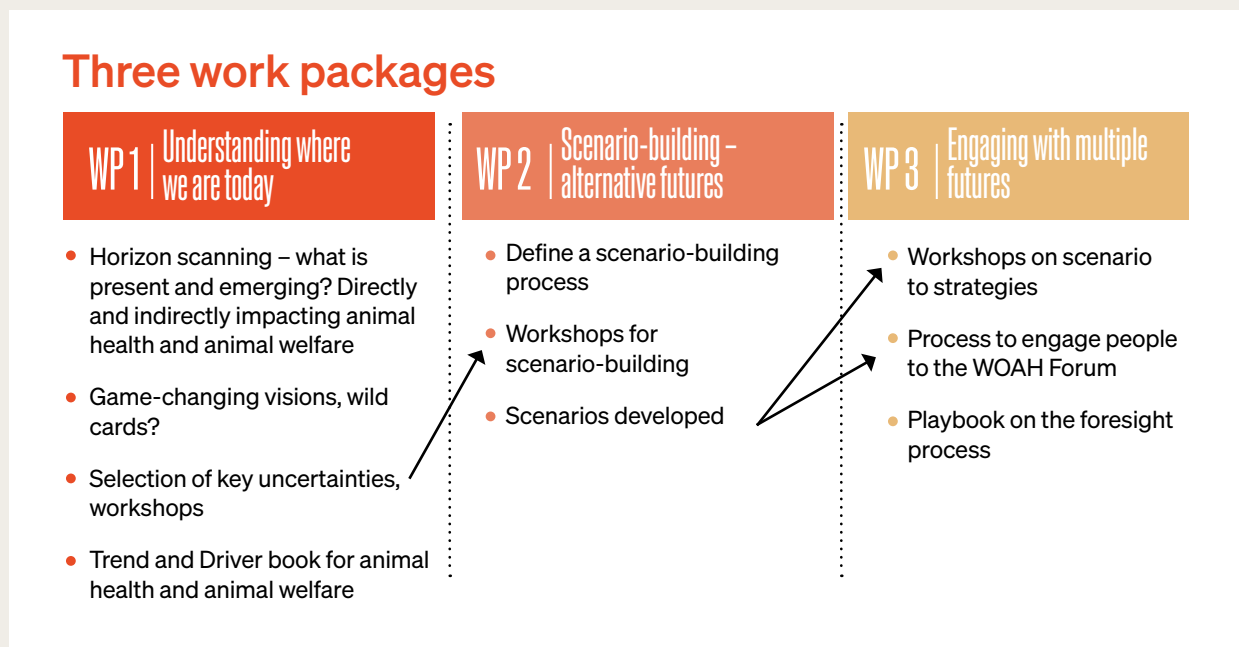 Three work packages
WP 1
Understanding where
we are today
• Horizon scanning – what is
present and emerging? Directly
and indirectly impacting animal
health and animal welfare
• Game-changing visions, wild
cards?
• Selection of key uncertainties,
workshops
• Trend and Driver book for animal
health and animal welfare
WP 2
Scenario-building –
alternative futures
• Define a scenario-building
process
• Workshops for
scenario-building
• Scenarios developed
WP 3
Engaging with multiple
futures
• Workshops on scenario
to strategies
• Process to engage people
to the WOAH Forum
• Playbook on the foresight
process